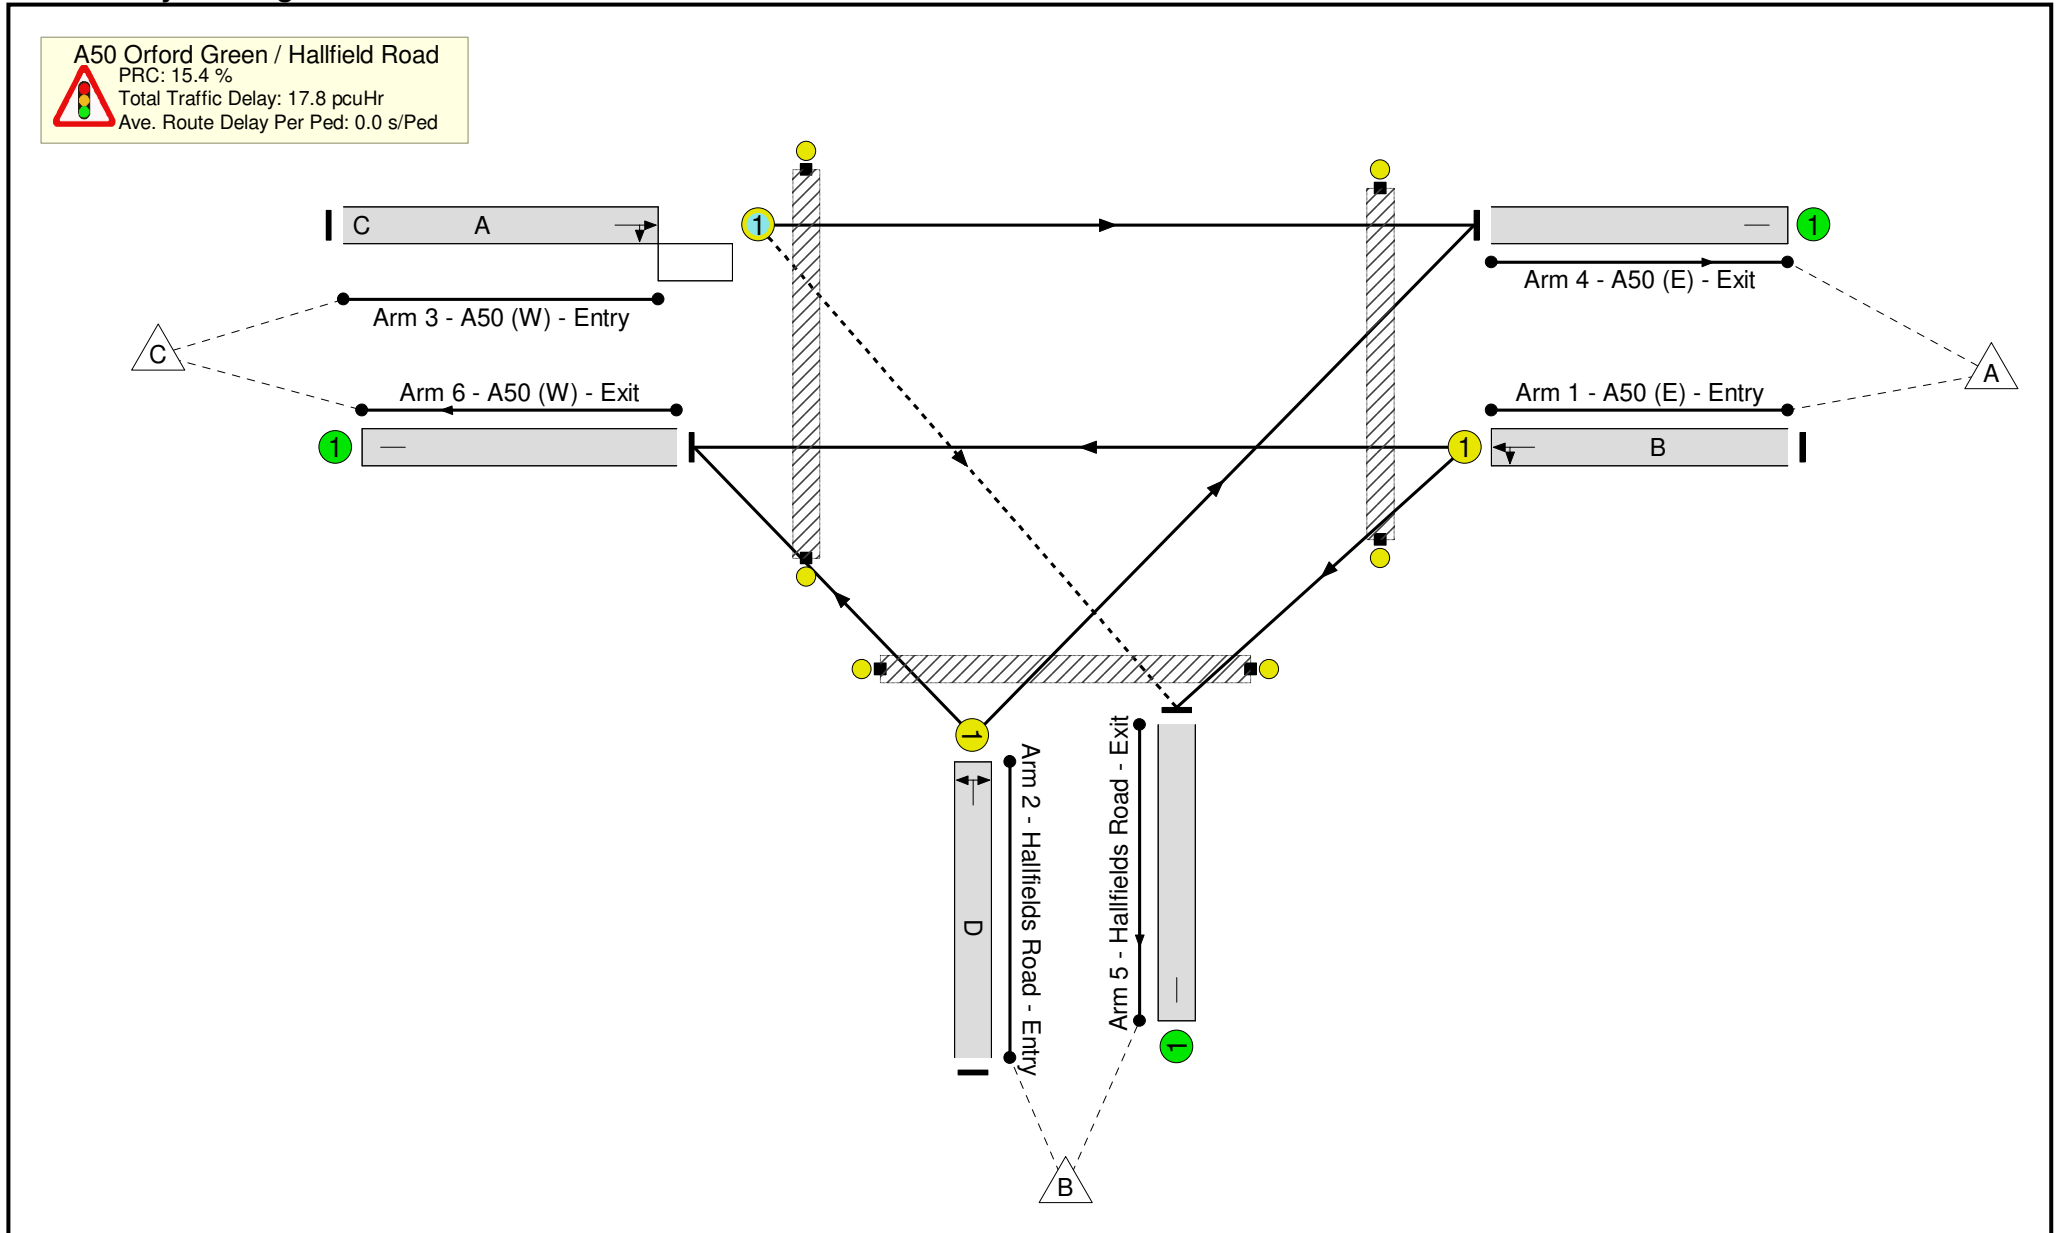 A50 Orford Green / Hallfield Road
PRC: 15.4 %
Total Traffic Delay: 17.8 pcuHr
Ave. Route Delay Per Ped: 0.0 s/Ped
C
A
1
1
Arm 4 - A50 (E) - Exit
Arm 3 - A50 (W) - Entry
C
A
Arm 6 - A50 (W) - Exit
Arm 1 - A50 (E) - Entry
1
1
B
1
Arm 2 - Hallfields Road - Entry
Arm 5 - Hallfields Road - Exit
D
1
B